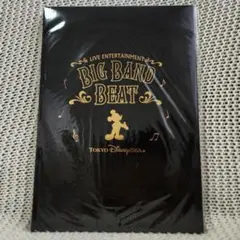 LIVE ENTERTAINMENT
BIG BAND
BEAT
TOKYO DisneySEA